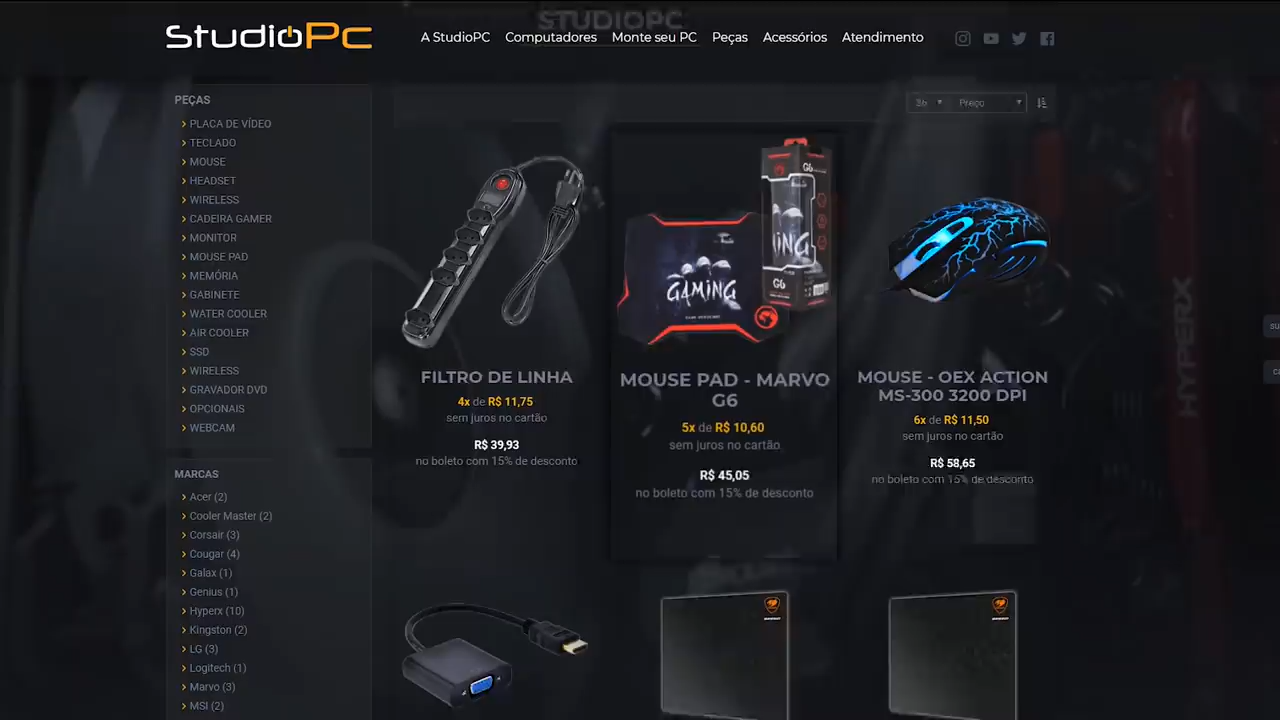 STUDIOPC
StudioPc
A StudioPC
Computadores
Monte seu PC
Peças
Acessórios
Atendimento
PEÇAS
PLACA DE VÍDEO
TECLADO
MOUSE
HEADSET
WIRELESS
CADEIRA GAMER
MONITOR
MOUSE PAD
MEMÓRIA
GABINETE
WATER COOLER
AIR COOLER
SSD
WIRELESS
GRAVADOR DVD
OPCIONAIS
WEBCAM
MARCAS
Acer (2)
Cooler Master (2)
Corsair (3)
Cougar (4)
Galax (1)
Genius (1)
Hyperx (10)
Kingston (2)
LG (3)
Logitech (1)
Marvo (3)
MSI (2)
36
Preço
G6
GAMING
G6
FILTRO DE LINHA
4x de R$ 11,75
sem juros no cartão
R$ 39,93
no boleto com 15% de desconto
MOUSE PAD - MARVO
G6
5x de R$ 10,60
sem juros no cartão
R$ 45,05
no boleto com 15% de desconto
MOUSE - OEX ACTION
MS-300 3200 DPI
6x de R$ 11,50
sem juros no cartão
R$ 58,65
no boleto com 15% de desconto
HYPERX